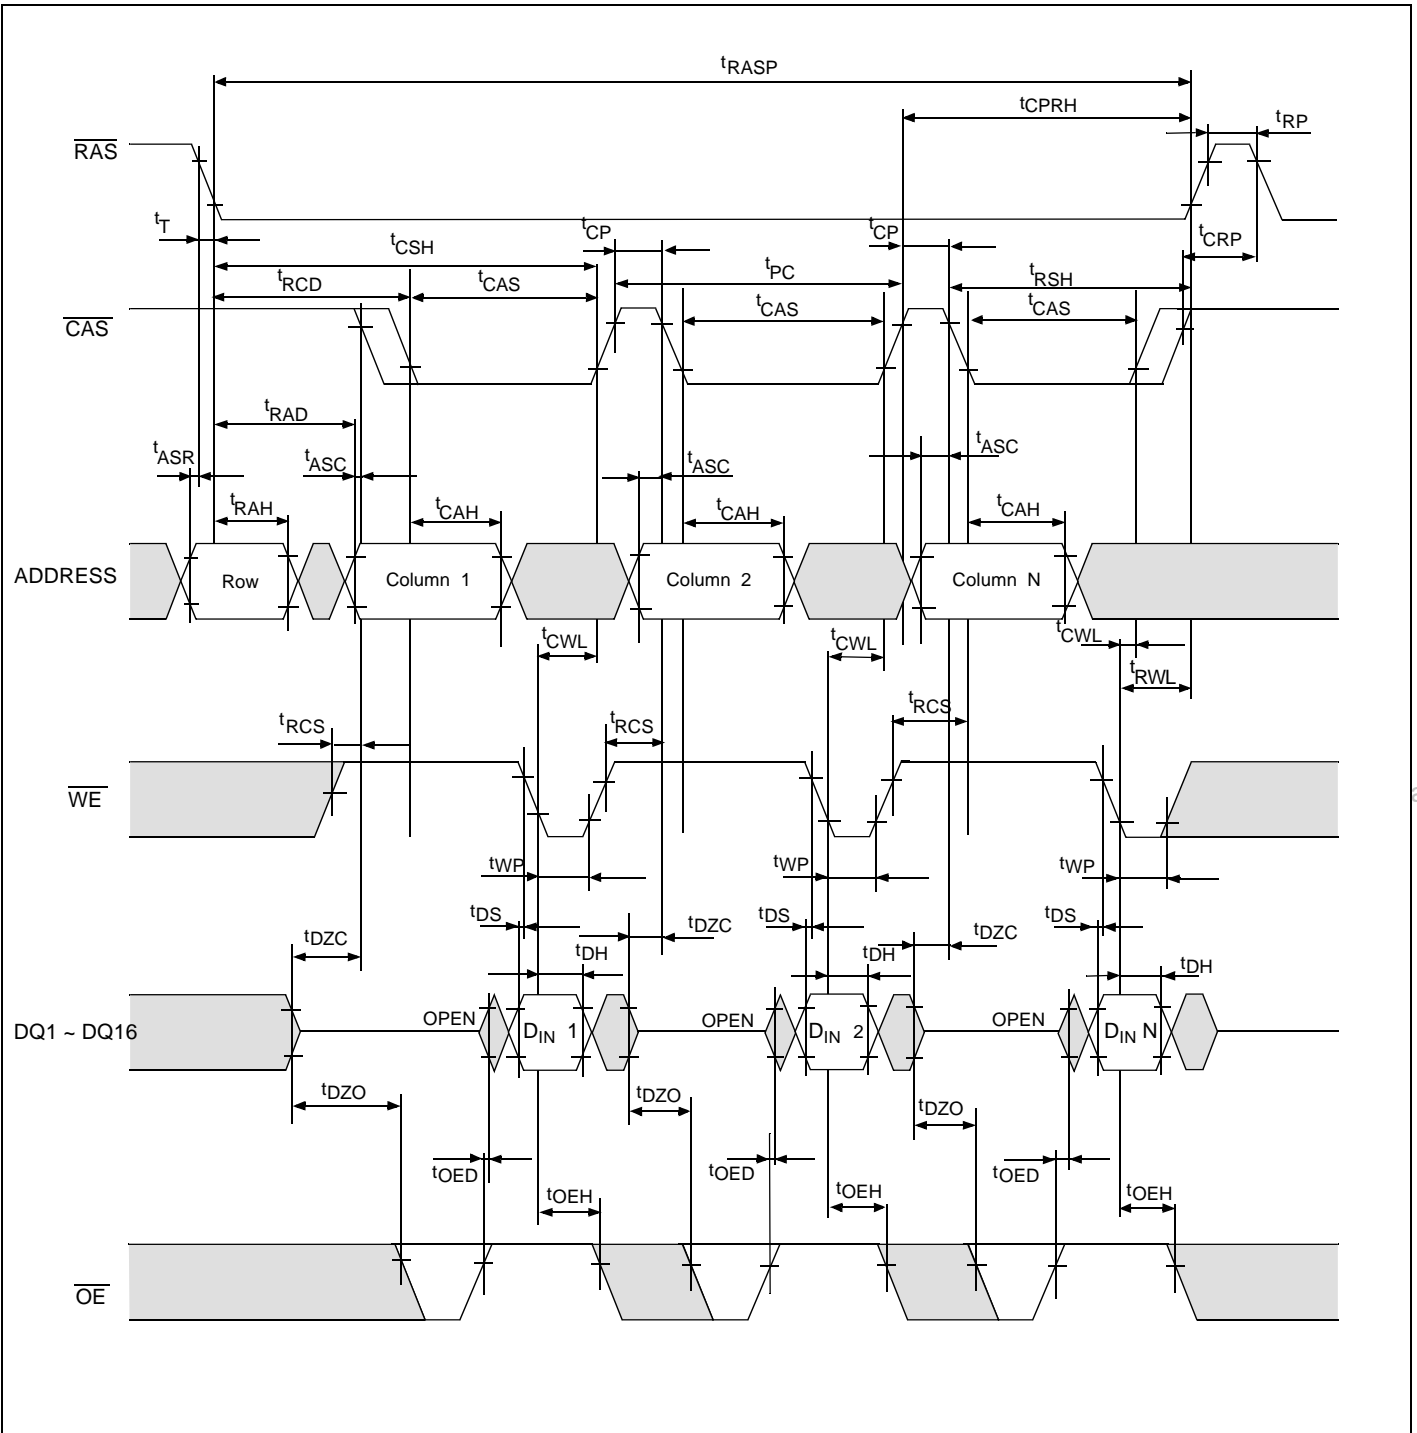 tRASP
tCPRH
tRP
RAS
tT
tCP
tCP
tCRP
tCSH
tPC
tRCD
tCAS
tRSH
tCAS
tCAS
CAS
tRAD
tASR
tASC
tASC
tASC
tRAH
tCAH
tCAH
tCAH
ADDRESS
Row
Column 1
Column 2
Column N
tCWL
tCWL
tCWL
tRWL
tRCS
tRCS
tRCS
WE
tWP
tWP
tWP
tDS
tDZC
tDS
tDZC
tDS
tDZC
tDH
tDH
tDH
DQ1 ~ DQ16
OPEN
DIN 1
OPEN
DIN 2
OPEN
DIN N
tDZO
tDZO
tDZO
tOED
tOED
tOED
tOEH
tOEH
tOEH
OE